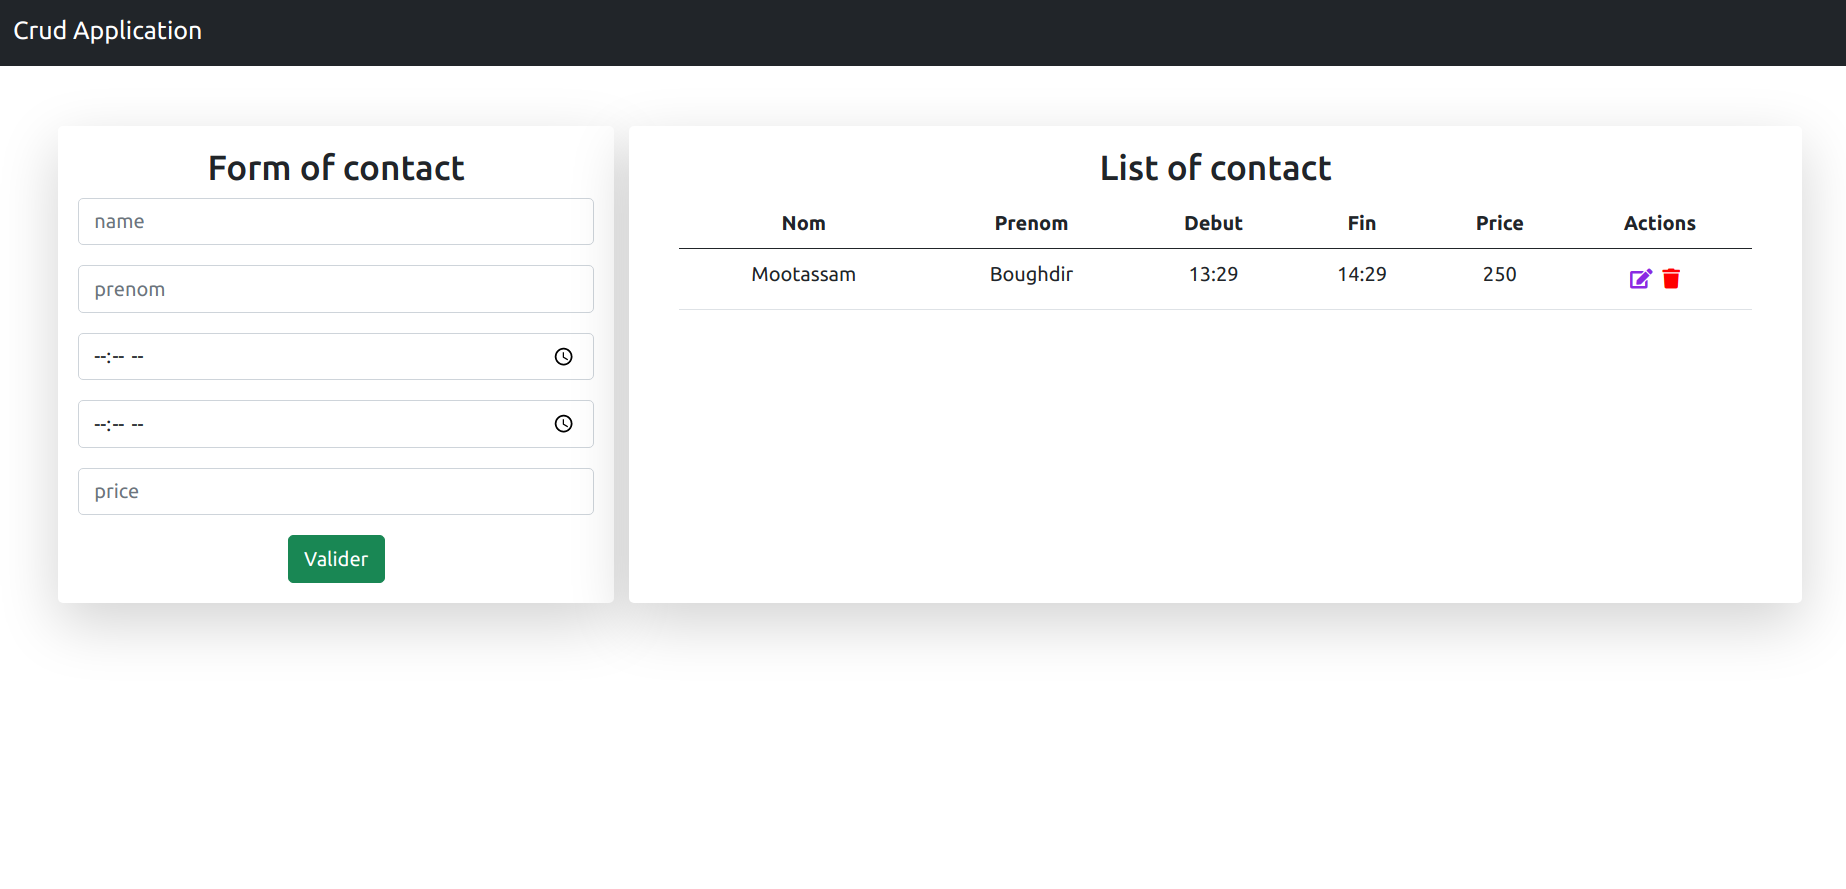 Crud Application
Form of contact
name
prenom
--:-- --
--:-- --
price
Valider
List of contact
Nom Prenom Debut Fin Price Actions
Mootassam Boughdir 13:29 14:29 250